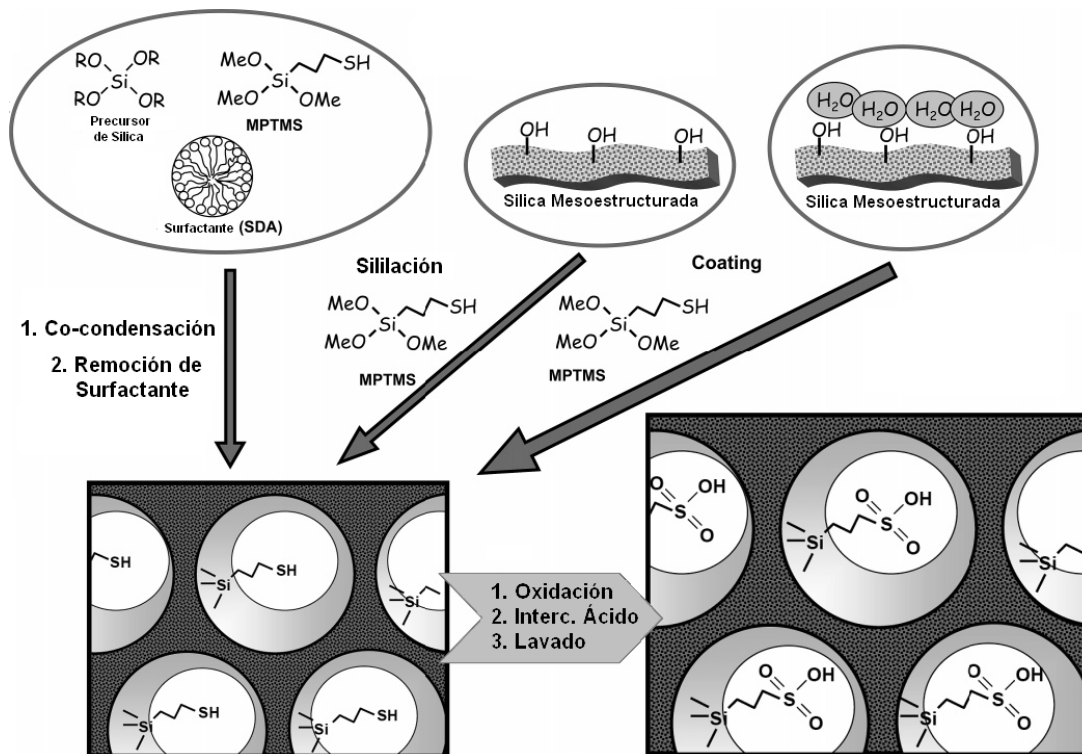 RO
OR
Si
RO
OR
Precursor
de Silica
MeO
SH
Si
MeO
OMe
MPTMS
Surfactante (SDA)
OH
OH
OH
Silica Mesoestructurada
H2O
H2O
H2O
H2O
OH
OH
OH
Silica Mesoestructurada
1. Co-condensación
2. Remoción de
Surfactante
Sililación
MeO
SH
Si
MeO
OMe
MPTMS
Coating
MeO
SH
Si
MeO
OMe
MPTMS
SH
Si
SH
Si
Si
SH
Si
SH
1. Oxidación
2. Interc. Ácido
3. Lavado
O
OH
S
O
O
OH
S
Si
O
Si
O
OH
S
Si
O
O
OH
S
Si
O